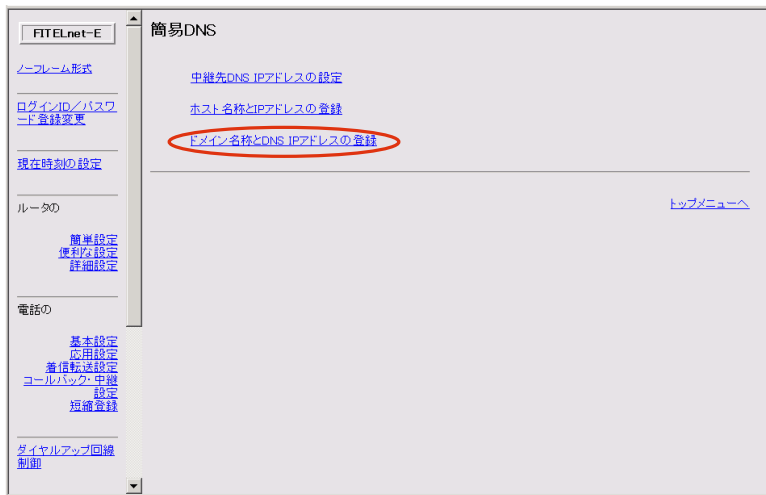 FITELnet-E
ノーフレーム形式
ログインID／パスワ
ード登録変更
現在時刻の設定
ルータの
簡単設定
便利な設定
詳細設定
電話の
基本設定
応用設定
着信転送設定
コールバック・中継
設定
短縮登録
ダイヤルアップ回線
制御
簡易DNS
中継先DNS IPアドレスの設定
ホスト名称とIPアドレスの登録
ドメイン名称とDNS IPアドレスの登録
トップメニューへ